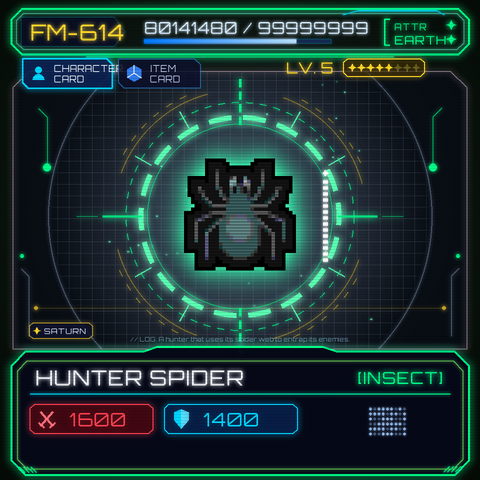 FM-614
80141480 / 99999999
ATTR
EARTH
CHARACTER
CARD
ITEM
CARD
LV.5
SATURN
// LOG: A hunter that uses its spider web to entrap its enemies.
HUNTER SPIDER
[INSECT]
1600
1400